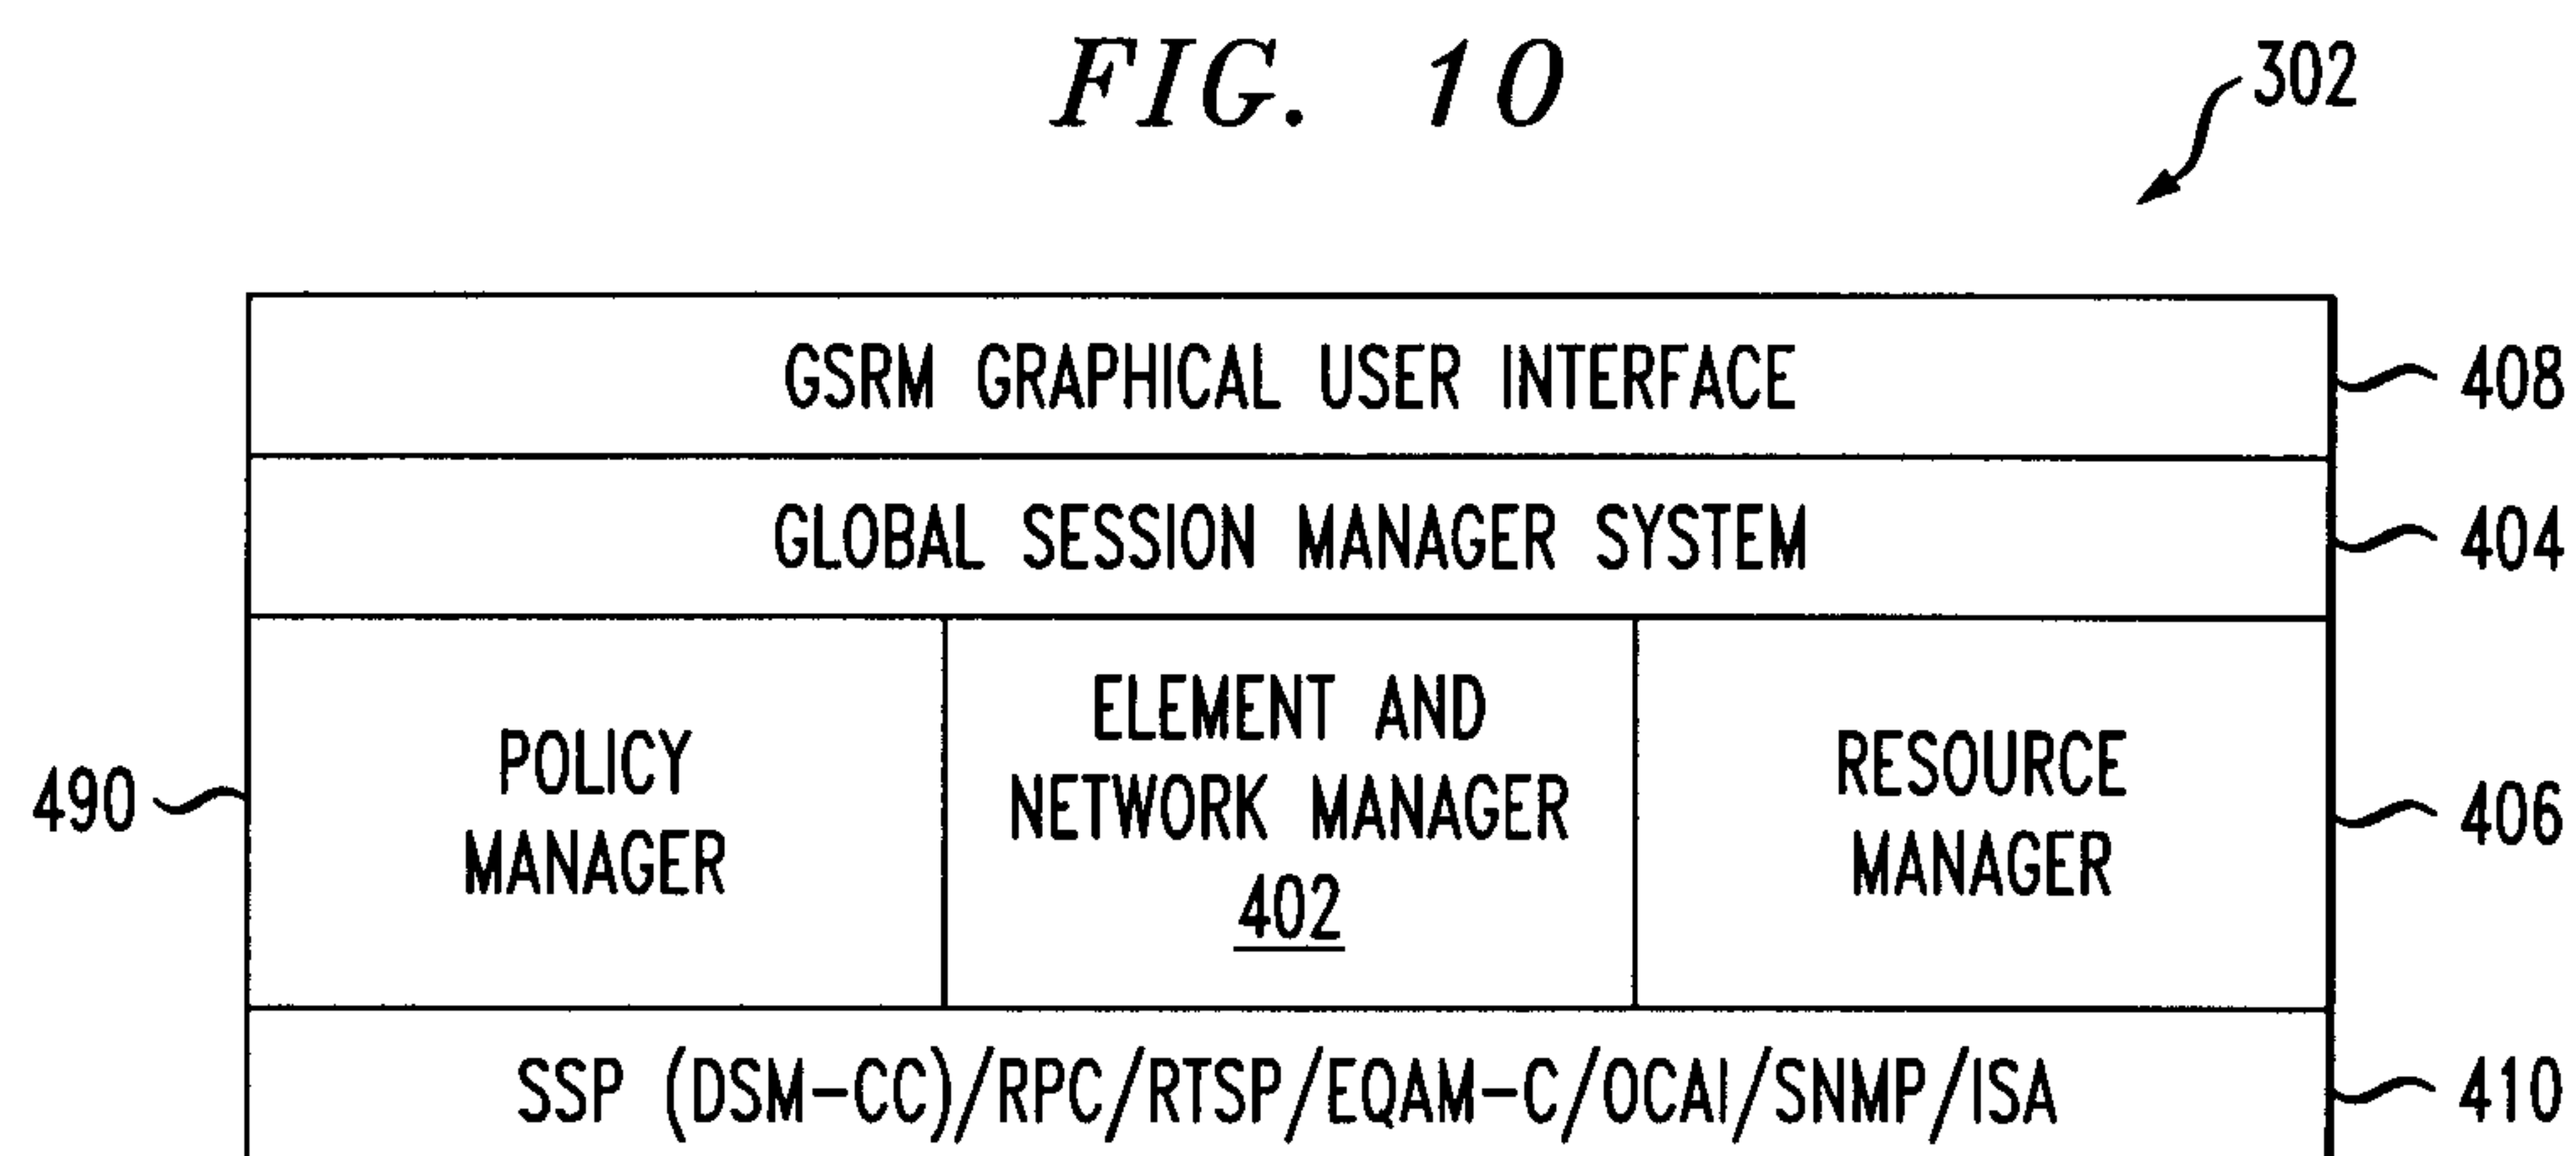 FIG. 10
302
GSRM GRAPHICAL USER INTERFACE
408
GLOBAL SESSION MANAGER SYSTEM
404
490
POLICY
MANAGER
ELEMENT AND
NETWORK MANAGER
402
RESOURCE
MANAGER
406
SSP (DSM-CC)/RPC/RTSP/EQAM-C/OCAI/SNMP/ISA
410